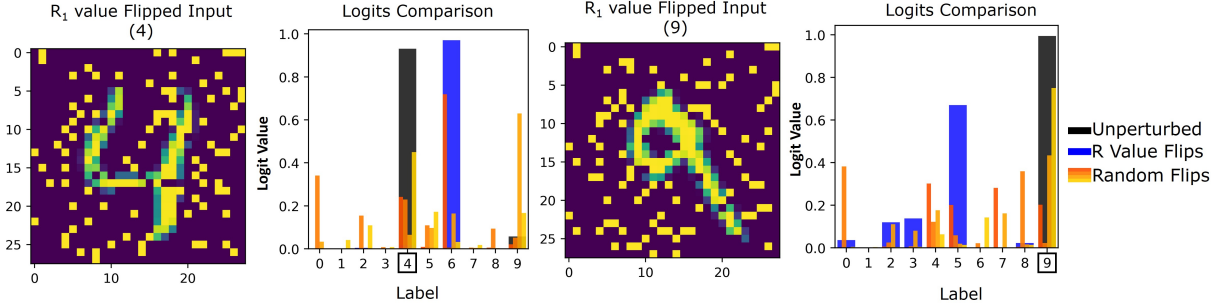 R₁ value Flipped Input
(4)
0
5
10
15
20
25
0 10 20
Logits Comparison
1.0
0.8
0.6
0.4
0.2
0.0
0 1 2 3 4 5 6 7 8 9
Label
R₁ value Flipped Input
(9)
0
5
10
15
20
25
0 10 20
Logits Comparison
Logit Value
1.0
0.8
0.6
0.4
0.2
0.0
0 1 2 3 4 5 6 7 8 9
Label
Logit Value
Unperturbed
R Value Flips
Random Flips